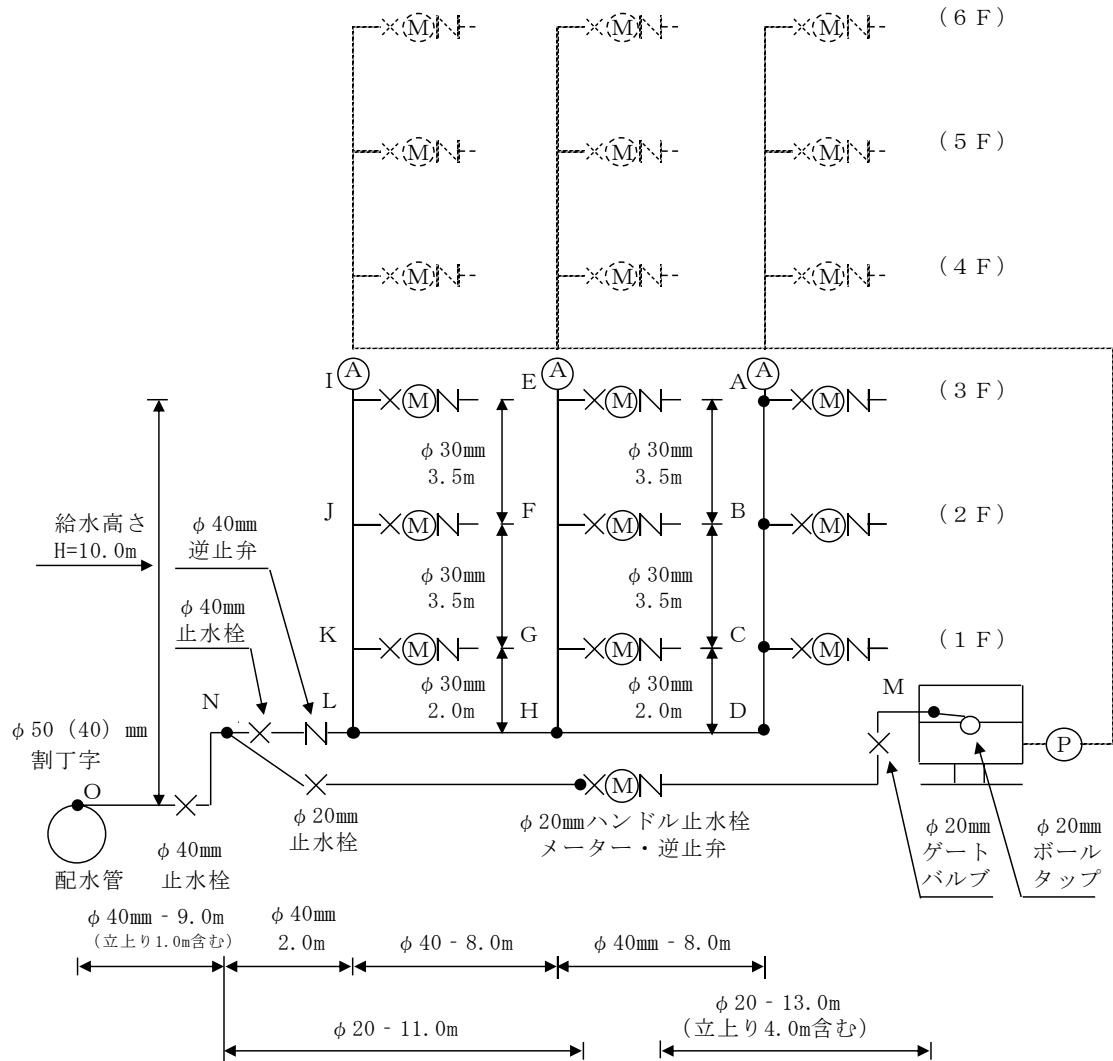 M M M (6F)
M M M (5F)
M M M (4F)
I A E A A A
M M M (3F)
φ30mm φ30mm
3.5m 3.5m
給水高さ
H=10.0m
φ40mm
逆止弁
J F B
M M M (2F)
φ30mm φ30mm
3.5m 3.5m
φ40mm
止水栓
K G C
M M M (1F)
φ30mm φ30mm
2.0m 2.0m
N L H D M
φ50(40)mm
割丁字
O
P
M
φ20mm
止水栓
φ20mmハンドル止水栓
メーター・逆止弁
φ20mm
ゲート
バルブ
φ20mm
ボール
タップ
配水管
φ40mm
止水栓
φ40mm‐9.0m
(立上り1.0m含む)
φ40mm
2.0m
φ40‐8.0m
φ40mm‐8.0m
φ20‐11.0m
φ20‐13.0m
(立上り4.0m含む)